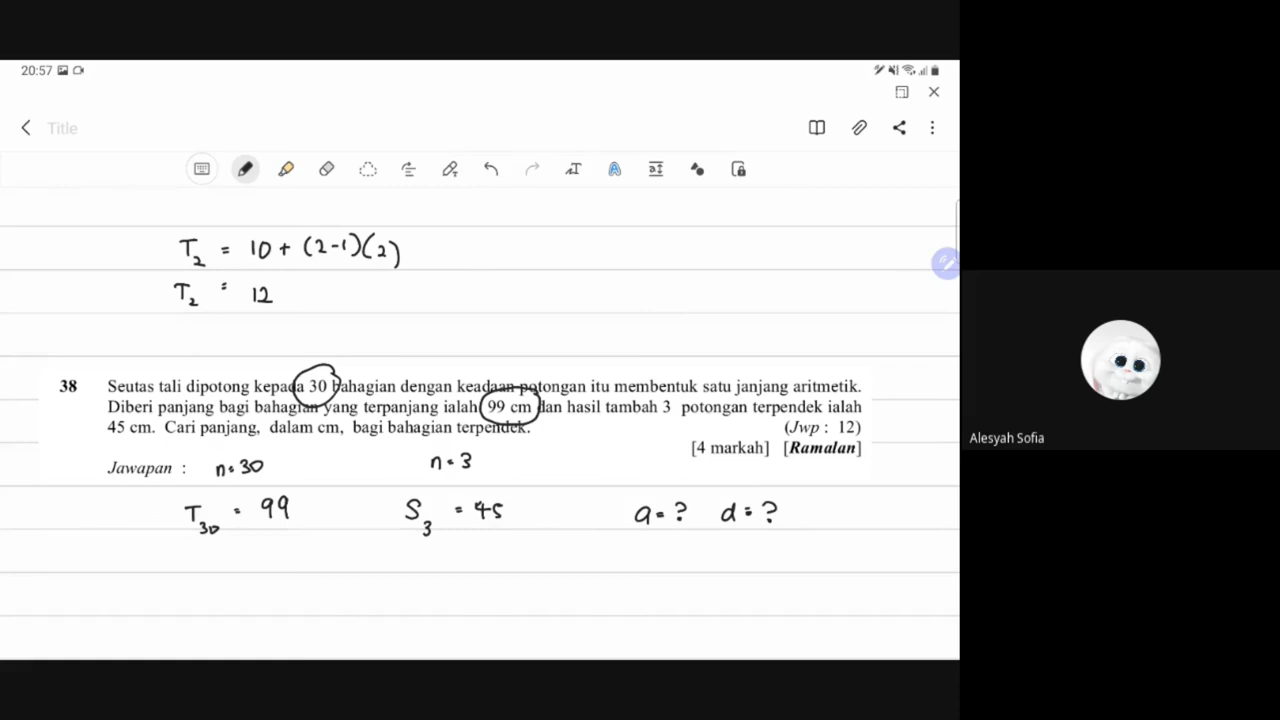 20:57
Title
T₂ = 10 + (2-1)(2)
T₂ = 12
38 Seutas tali dipotong kepada 30 bahagian dengan keadaan potongan itu membentuk satu janjang aritmetik.
Diberi panjang bagi bahagian yang terpanjang ialah 99 cm dan hasil tambah 3 potongan terpendek ialah
45 cm. Cari panjang, dalam cm, bagi bahagian terpendek. (Jwp : 12)
[4 markah] [Ramalan]
Jawapan : n = 30 n = 3
T₃₀ = 99 S₃ = 45 a = ? d = ?
Alesyah Sofia